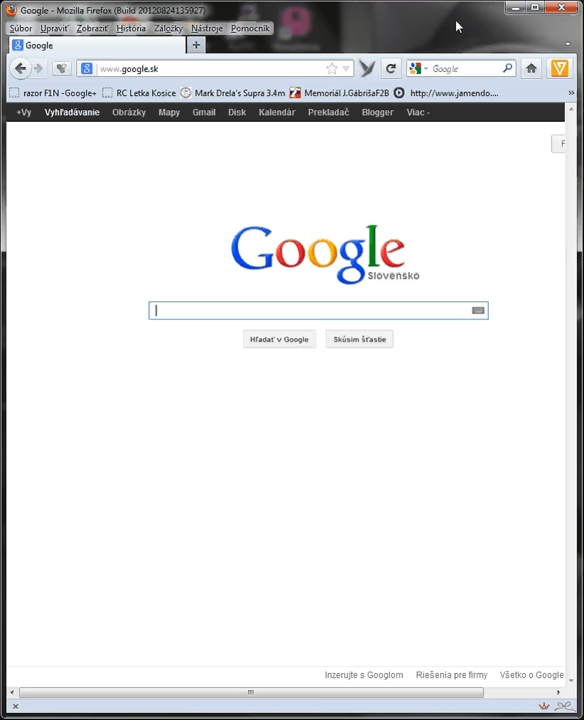 Google - Mozilla Firefox (Build 20120824135927)
Súbor Upraviť Zobraziť História Záložky Nástroje Pomocník
Google
www.google.sk Google
razor F1N -Google+ RC Letka Kosice Mark Drela's Supra 3.4m Memoriál J.GábrišaF2B http://www.jamendo....
+Vy Vyhľadávanie Obrázky Mapy Gmail Disk Kalendár Prekladač Blogger Viac -
Google
Slovensko
Hľadať v Google Skúsim šťastie
Inzerujte s Googlom Riešenia pre firmy Všetko o Google